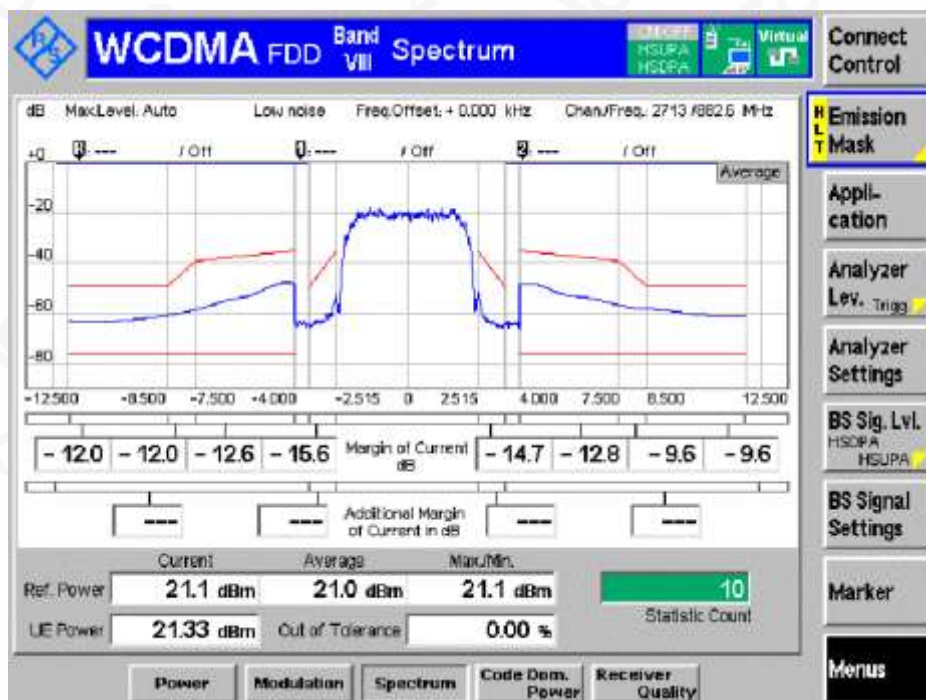 R S
WCDMA FDD Band VIII Spectrum
HSUPA
HSDPA
Virtual
Connect Control
dB Max.Level: Auto Low noise Freq.Offset: + 0.000 kHz Chan./Freq.: 2713 /882.6 MHz
Emission Mask
H L T
+0 --- / Off 1: --- / Off 2: --- / Off
Average
-20
-40
-60
-80
-12.500 -8.500 -7.500 -4.000 -2.515 0 2.515 4.000 7.500 8.500 12.500
Appli-
cation
Analyzer
Lev. Trigg
Analyzer
Settings
- 12.0 - 12.0 - 12.6 - 15.6 Margin of Current dB - 14.7 - 12.8 - 9.6 - 9.6
BS Sig. Lvl.
HSDPA
HSUPA
--- --- Additional Margin of Current in dB --- ---
BS Signal
Settings
Current Average Max./Min.
Ref. Power 21.1 dBm 21.0 dBm 21.1 dBm 10
Statistic Count
Marker
UE Power 21.33 dBm Out of Tolerance 0.00 %
Menus
Power Modulation Spectrum Code Dom. Power Receiver Quality